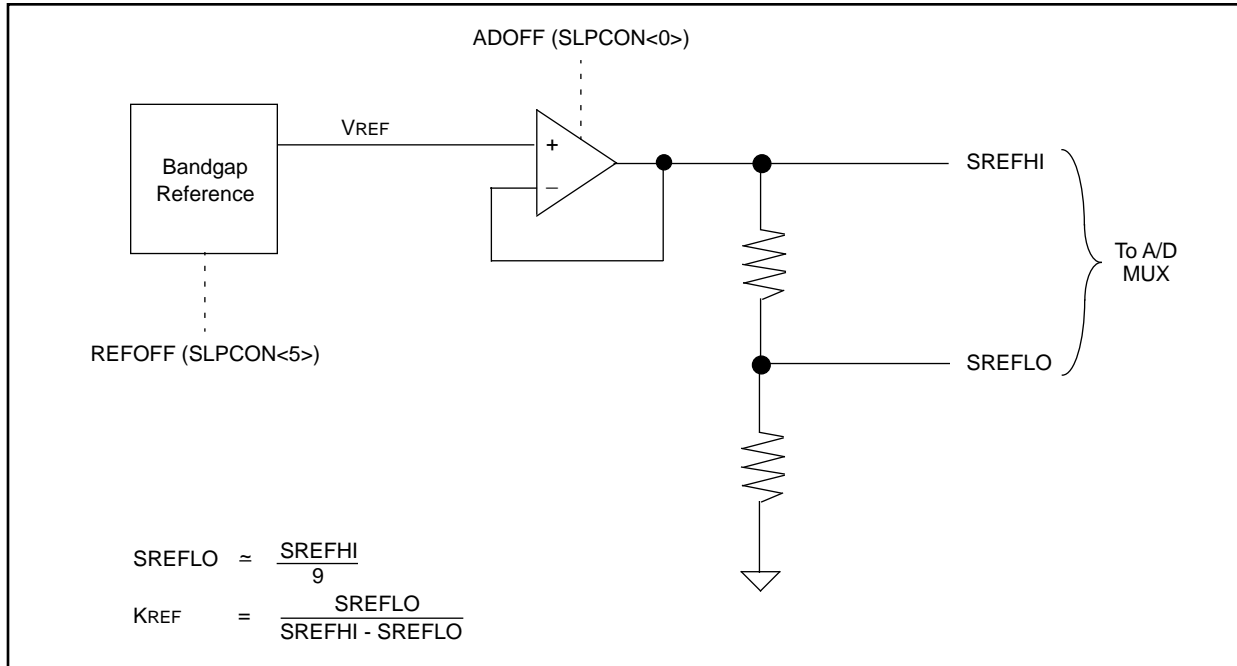 ADOFF (SLPCON<0>)
VREF
Bandgap
Reference
+
–
SREFHI
To A/D
MUX
SREFLO
REFOFF (SLPCON<5>)
SREFLO ≃ SREFHI
9
KREF = SREFLO
SREFHI - SREFLO